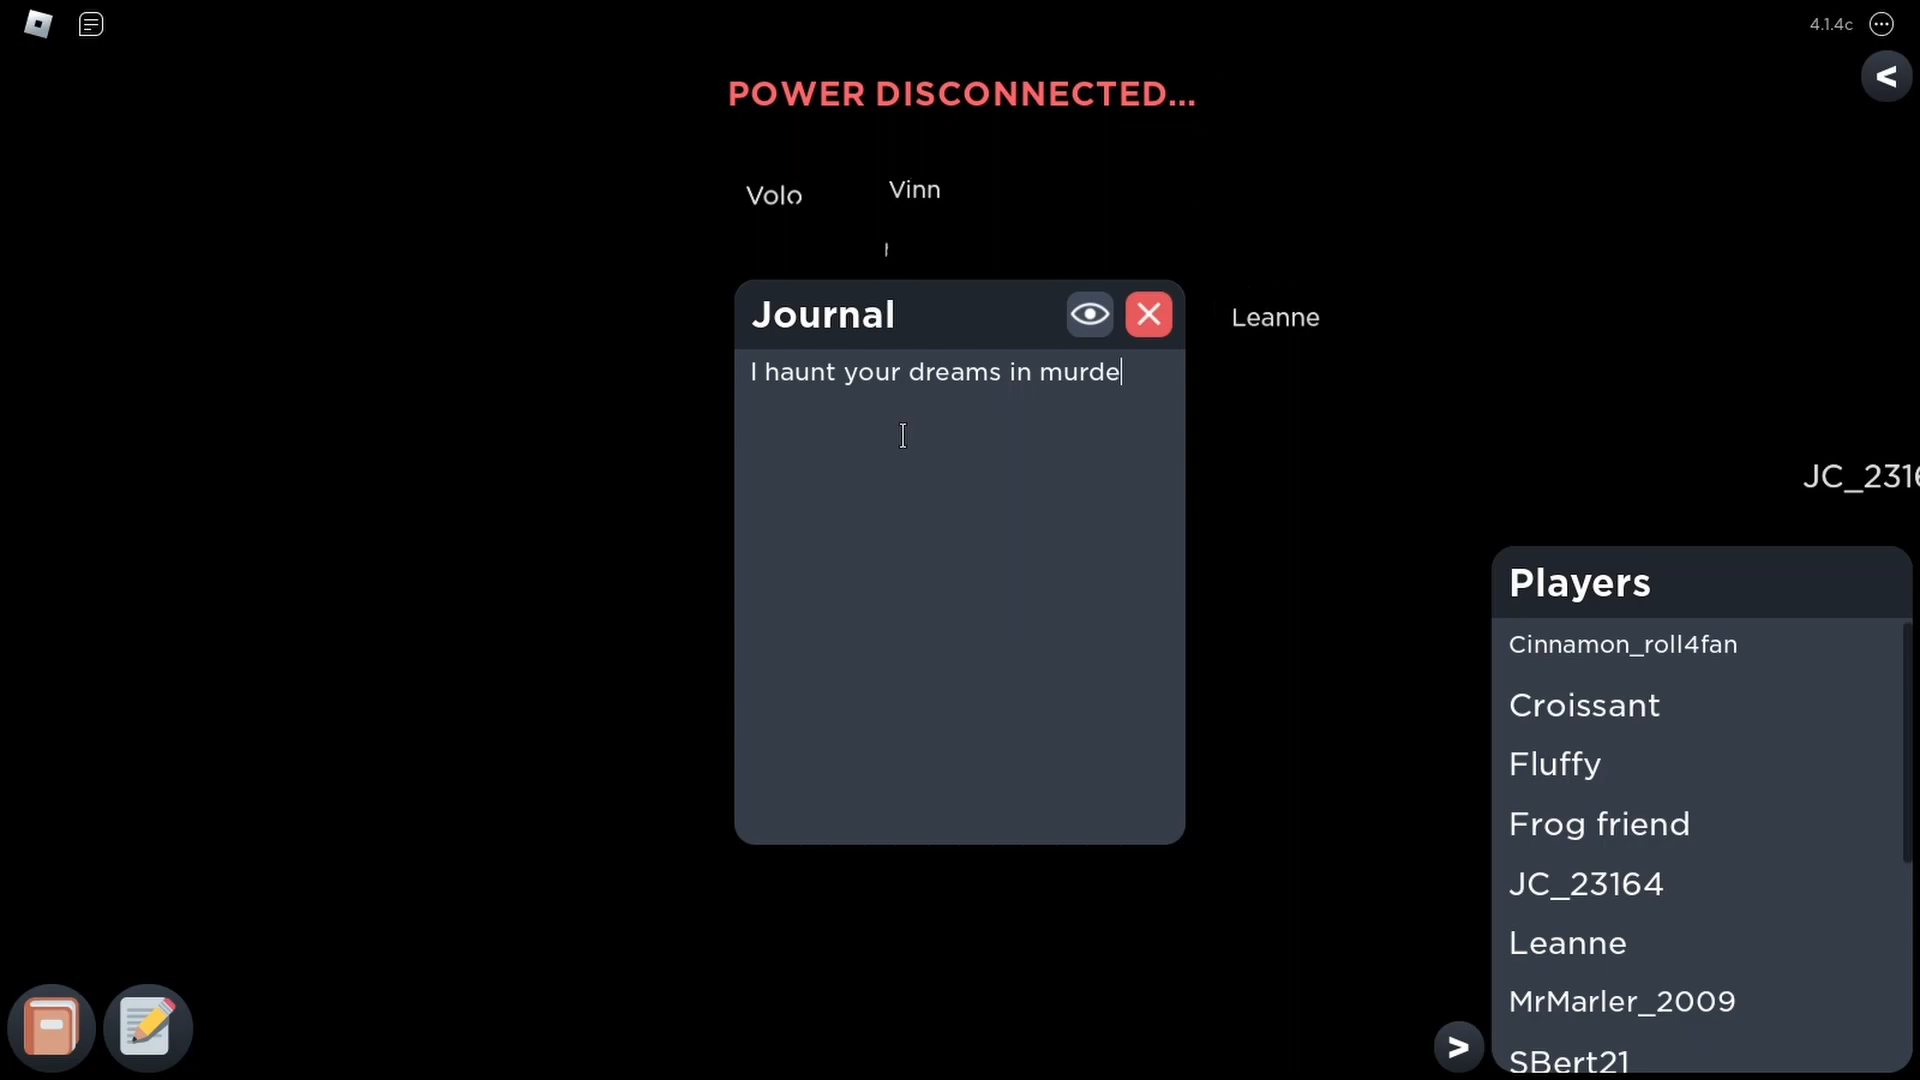 4.1.4c
<
POWER DISCONNECTED...
Volo
Vinn
Journal
Leanne
I haunt your dreams in murde
JC_2316
Players
Cinnamon_roll4fan
Croissant
Fluffy
Frog friend
JC_23164
Leanne
MrMarler_2009
>
SBert21